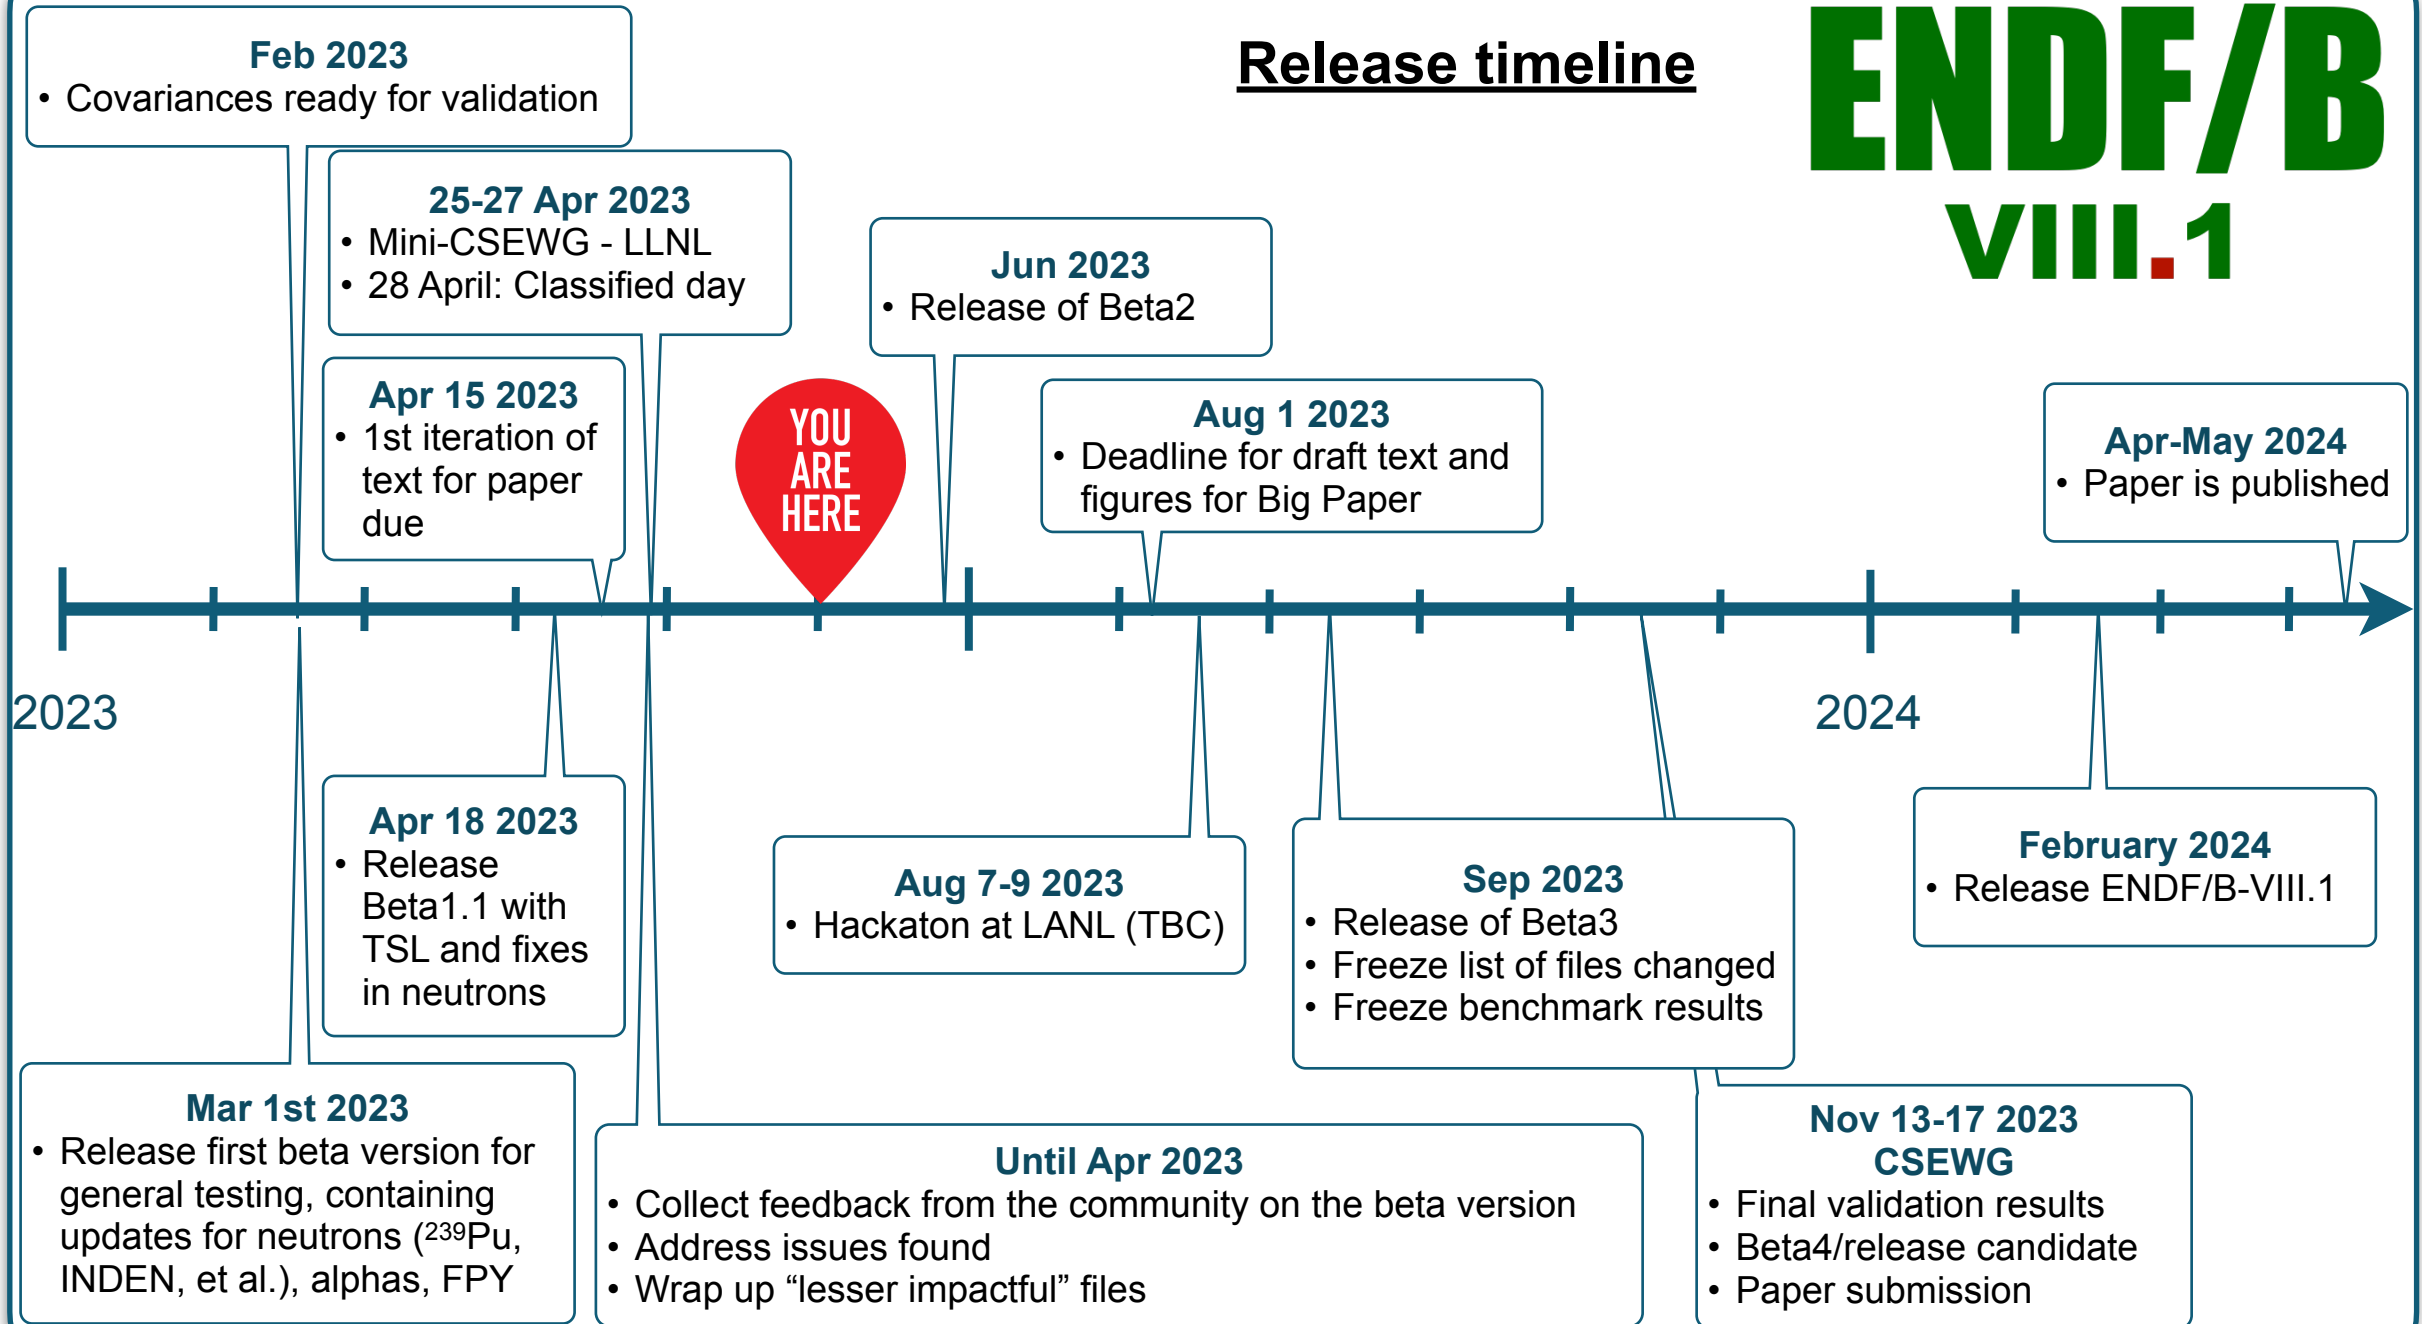 Release timeline
ENDF/B
VIII.1
Feb 2023
• Covariances ready for validation
25-27 Apr 2023
• Mini-CSEWG - LLNL
• 28 April: Classified day
Jun 2023
• Release of Beta2
Apr 15 2023
• 1st iteration of
text for paper
due
YOU
ARE
HERE
Aug 1 2023
• Deadline for draft text and
figures for Big Paper
Apr-May 2024
• Paper is published
2023
2024
Apr 18 2023
• Release
Beta1.1 with
TSL and fixes
in neutrons
Aug 7-9 2023
• Hackaton at LANL (TBC)
Sep 2023
• Release of Beta3
• Freeze list of files changed
• Freeze benchmark results
February 2024
• Release ENDF/B-VIII.1
Mar 1st 2023
• Release first beta version for
general testing, containing
updates for neutrons (²³⁹Pu,
INDEN, et al.), alphas, FPY
Until Apr 2023
• Collect feedback from the community on the beta version
• Address issues found
• Wrap up “lesser impactful” files
Nov 13-17 2023
CSEWG
• Final validation results
• Beta4/release candidate
• Paper submission